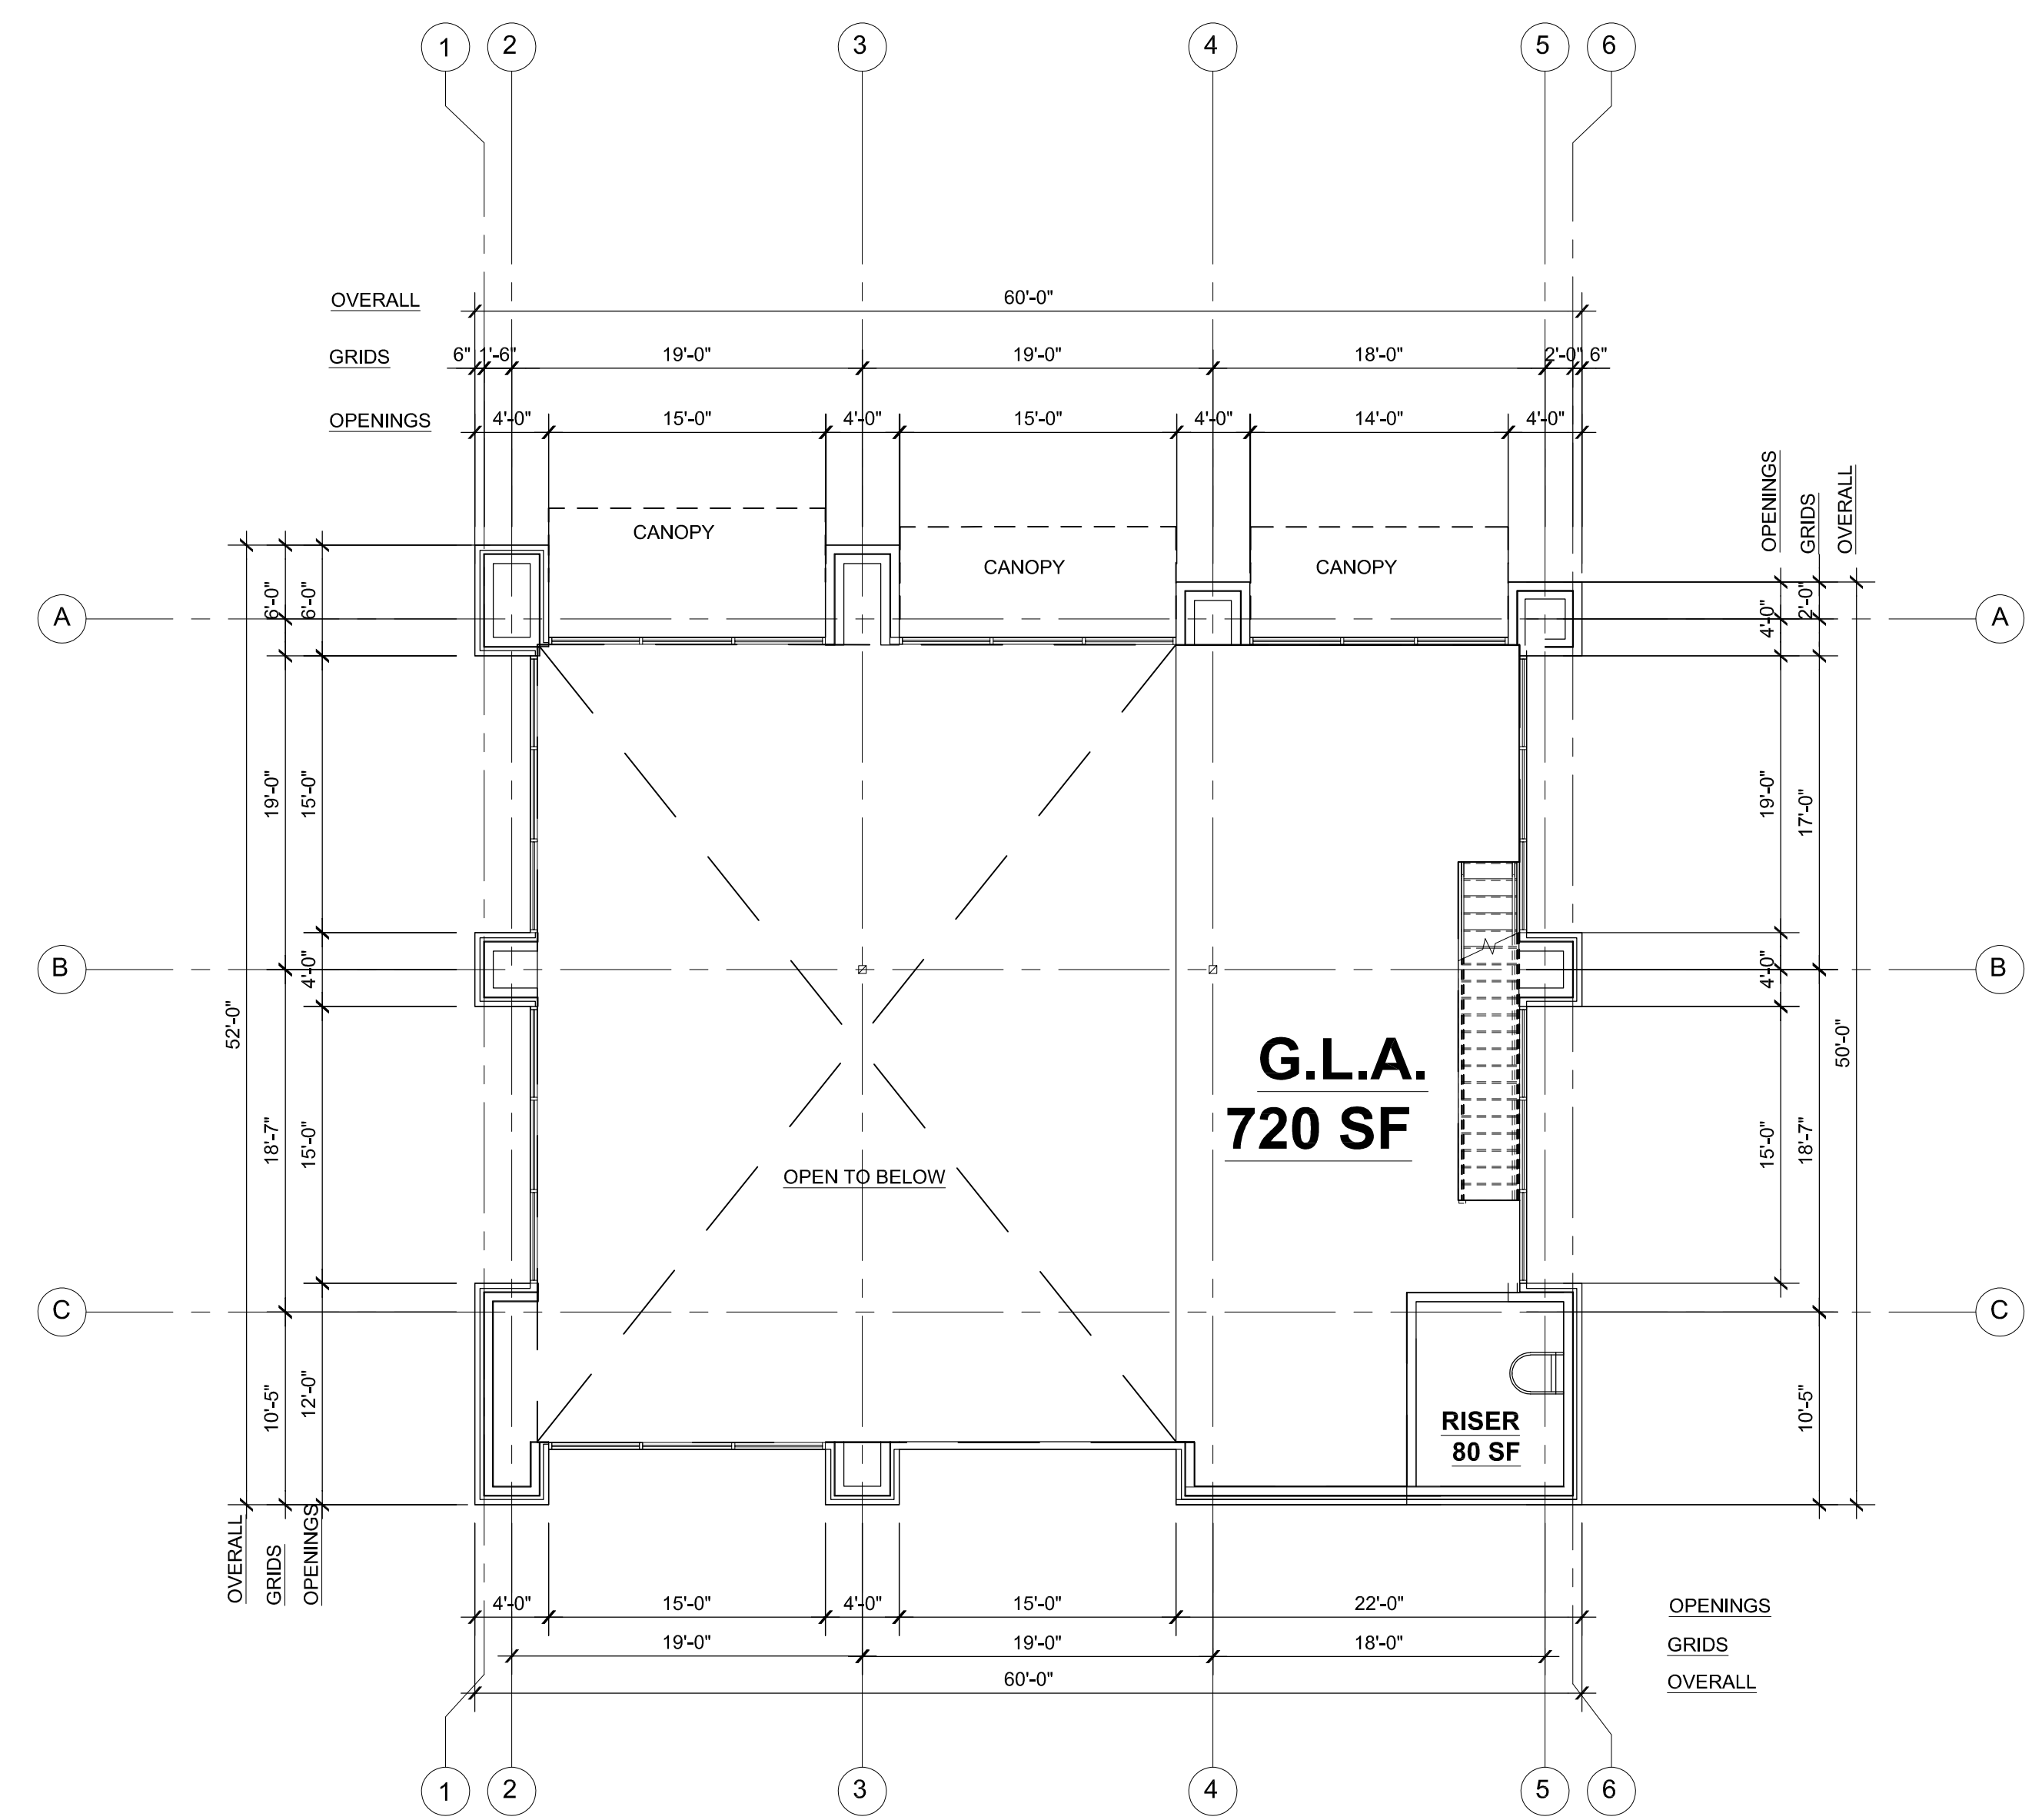 1 2 3 4 5 6
OVERALL 60'-0"
GRIDS 6" 1'-6" 19'-0" 19'-0" 18'-0" 2'-0" 6"
OPENINGS 4'-0" 15'-0" 4'-0" 15'-0" 4'-0" 14'-0" 4'-0"
OPENINGS
GRIDS
OVERALL
CANOPY
CANOPY
CANOPY
A
6'-0"
6'-0"
4'-0"
2'-0"
A
19'-0"
15'-0"
19'-0"
17'-0"
B
4'-0"
4'-0"
B
52'-0"
50'-0"
G.L.A.
720 SF
18'-7"
15'-0"
15'-0"
18'-7"
OPEN TO BELOW
C
C
10'-5"
12'-0"
10'-5"
RISER
80 SF
OVERALL
GRIDS
OPENINGS
4'-0" 15'-0" 4'-0" 15'-0" 22'-0" OPENINGS
19'-0" 19'-0" 18'-0" GRIDS
60'-0" OVERALL
1 2 3 4 5 6